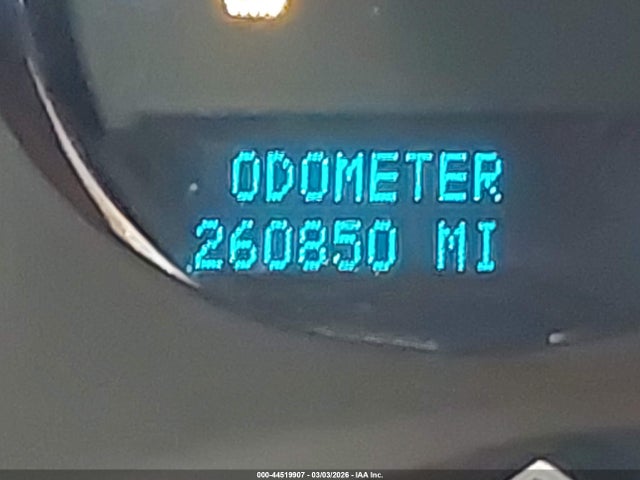 ODOMETER
260850 MI
000-44519907 - 03/03/2026 - IAA Inc.